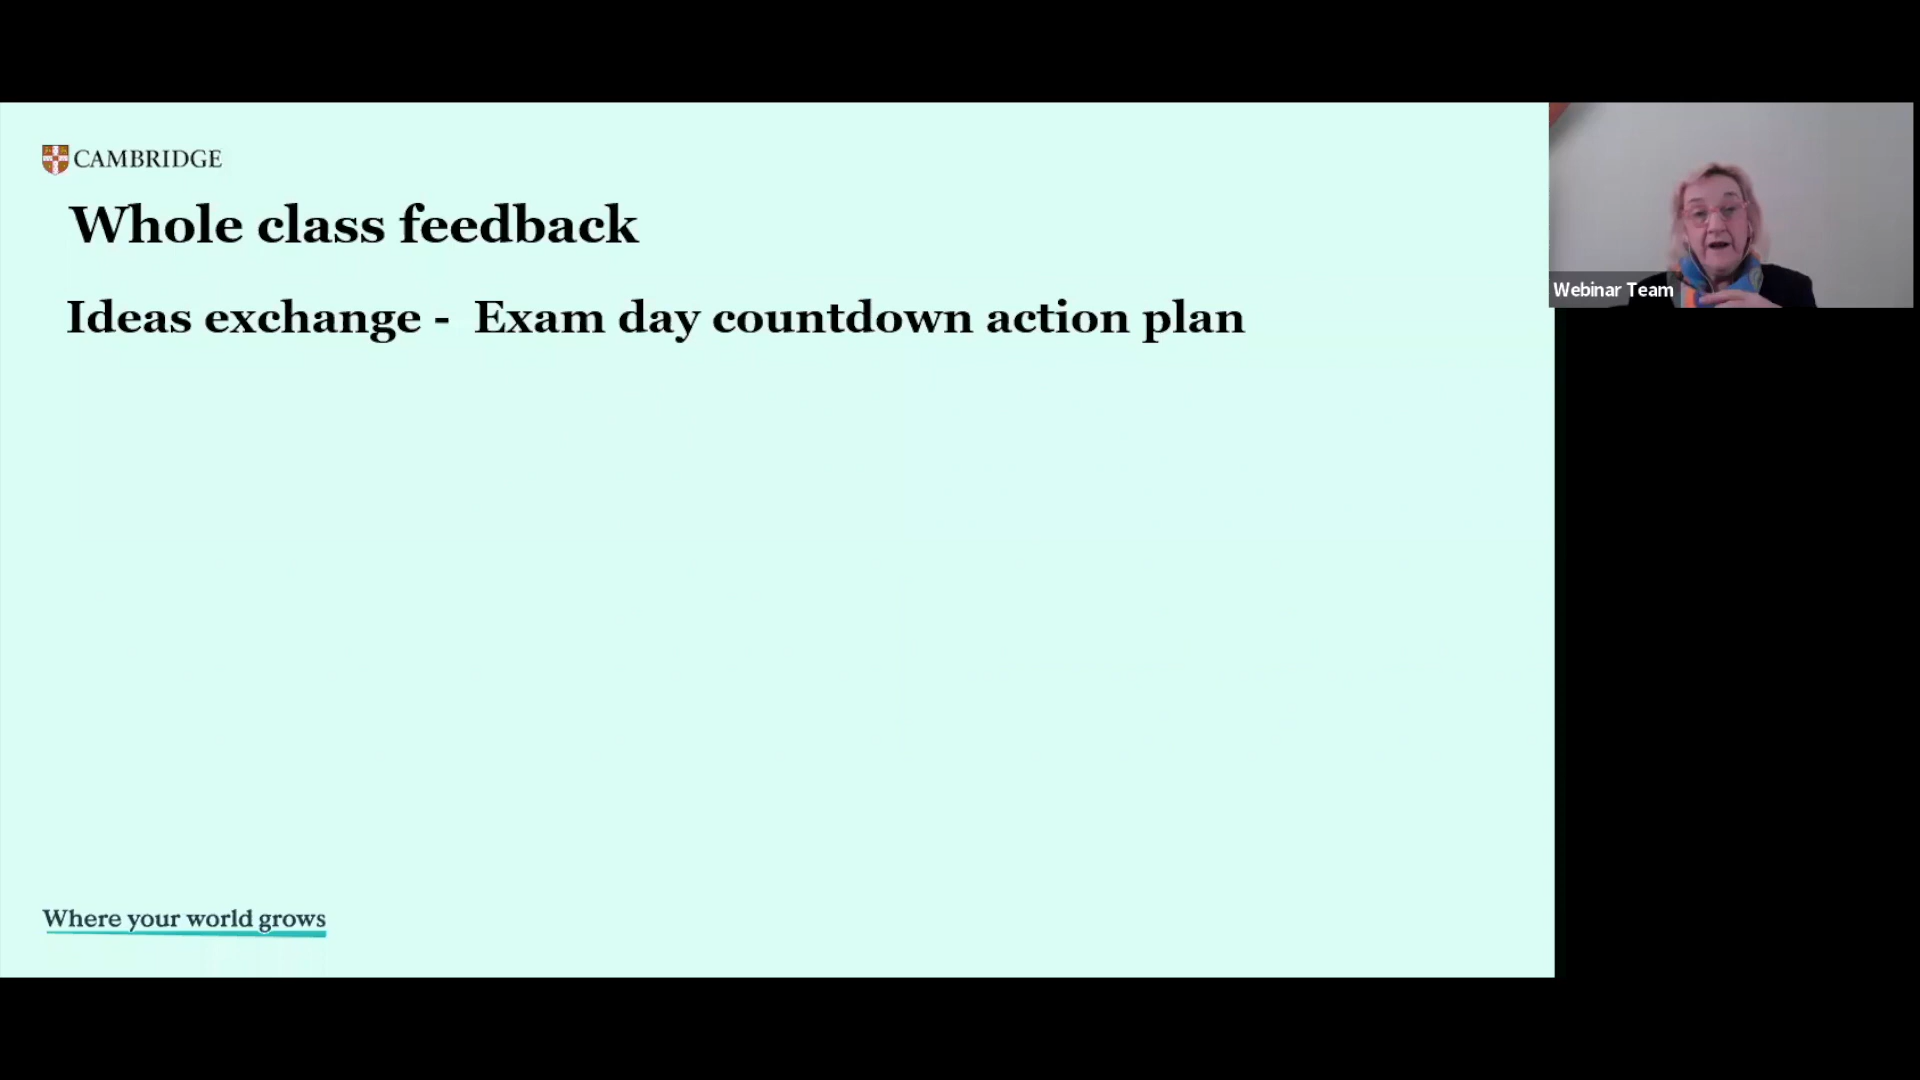 CAMBRIDGE
Whole class feedback
Ideas exchange -  Exam day countdown action plan
Webinar Team
Where your world grows